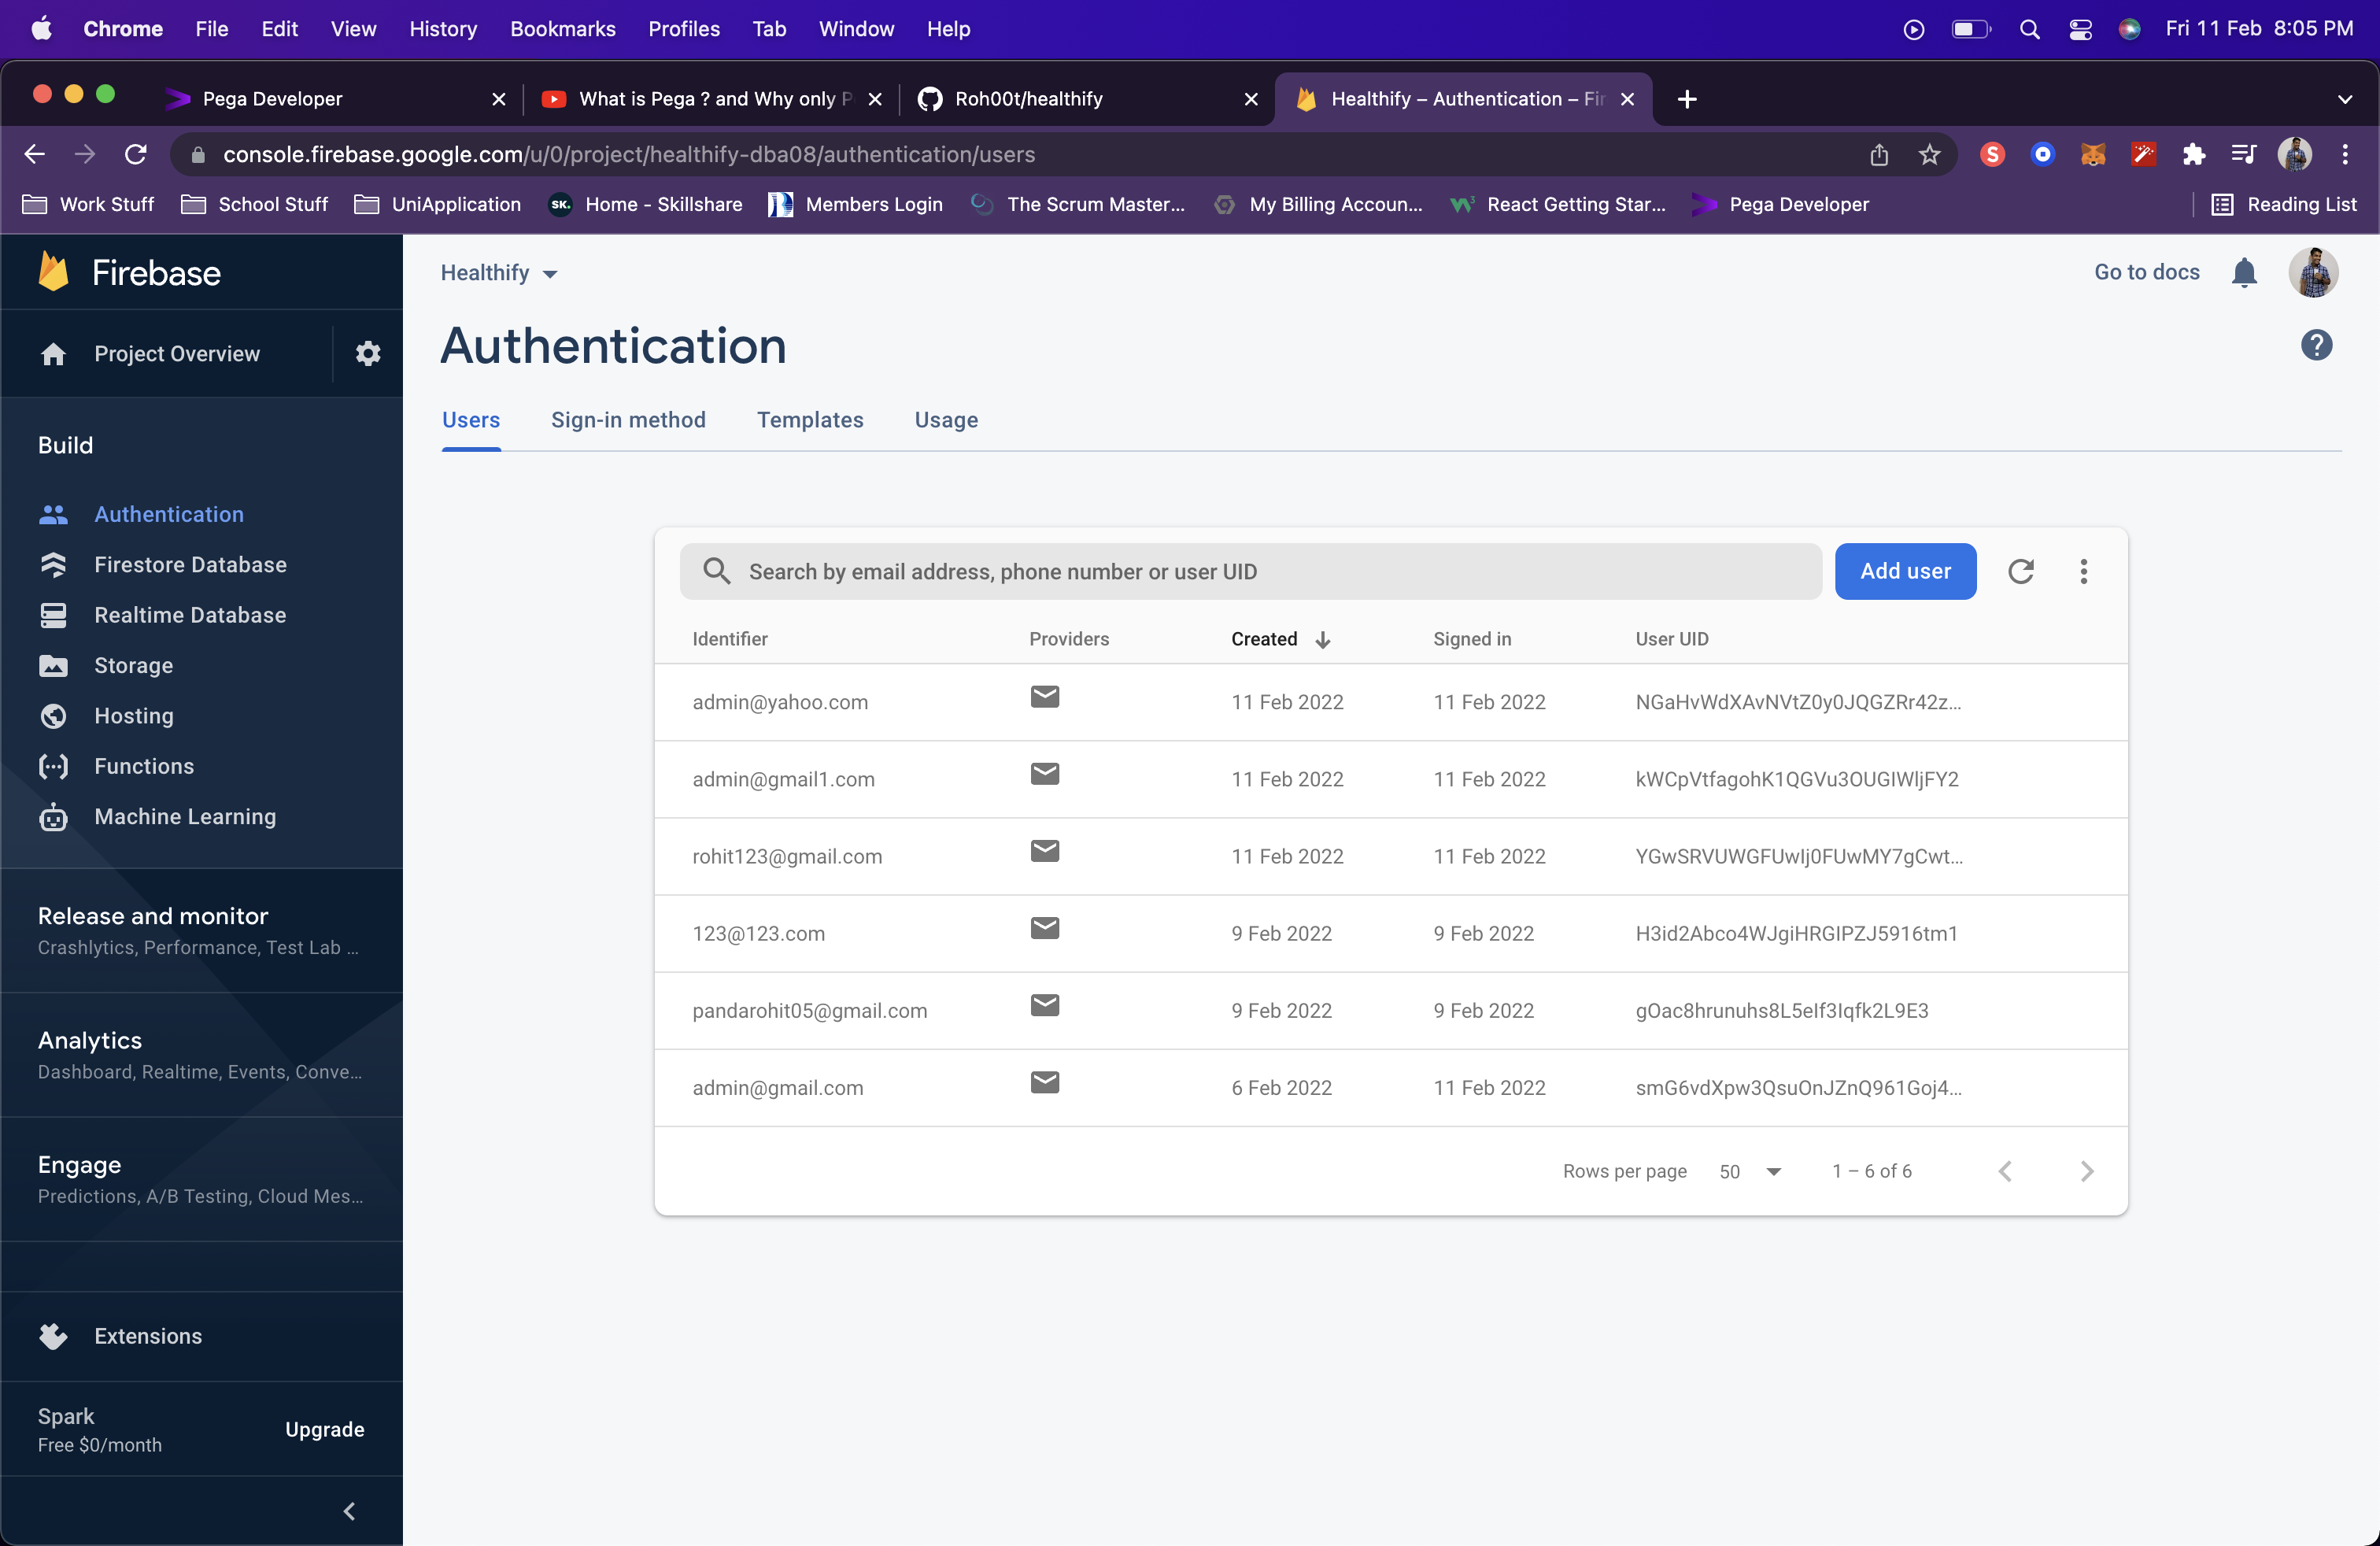 Chrome File Edit View History Bookmarks Profiles Tab Window Help Fri 11 Feb 8:05 PM
Pega Developer What is Pega ? and Why only P Roh00t/healthify Healthify – Authentication – Fir
console.firebase.google.com/u/0/project/healthify-dba08/authentication/users
Work Stuff School Stuff UniApplication SK. Home - Skillshare Members Login The Scrum Master... My Billing Accoun... React Getting Star... Pega Developer Reading List
Firebase
Project Overview
Build
Authentication
Firestore Database
Realtime Database
Storage
Hosting
Functions
Machine Learning
Release and monitor
Crashlytics, Performance, Test Lab ...
Analytics
Dashboard, Realtime, Events, Conve...
Engage
Predictions, A/B Testing, Cloud Mes...
Extensions
Spark
Free $0/month
Upgrade
Healthify
Go to docs
Authentication
Users Sign-in method Templates Usage
Search by email address, phone number or user UID
Add user
Identifier Providers Created Signed in User UID
admin@yahoo.com 11 Feb 2022 11 Feb 2022 NGaHvWdXAvNVtZ0y0JQGZRr42z...
admin@gmail1.com 11 Feb 2022 11 Feb 2022 kWCpVtfagohK1QGVu3OUGIWljFY2
rohit123@gmail.com 11 Feb 2022 11 Feb 2022 YGwSRVUWGFUwIj0FUwMY7gCwt...
123@123.com 9 Feb 2022 9 Feb 2022 H3id2Abco4WJgiHRGIPZJ5916tm1
pandarohit05@gmail.com 9 Feb 2022 9 Feb 2022 gOac8hrunuhs8L5eIf3Iqfk2L9E3
admin@gmail.com 6 Feb 2022 11 Feb 2022 smG6vdXpw3QsuOnJZnQ961Goj4...
Rows per page 50 1 – 6 of 6